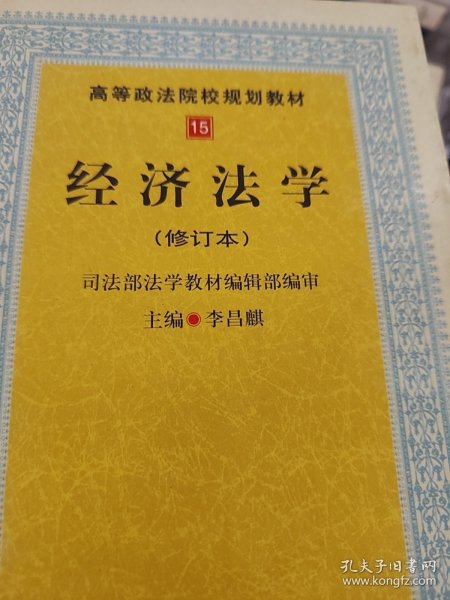 高等政法院校规划教材
15
经济法学
(修订本)
司法部法学教材编辑部编审
主编 李昌麒
孔夫子旧书网
www.kongfz.com